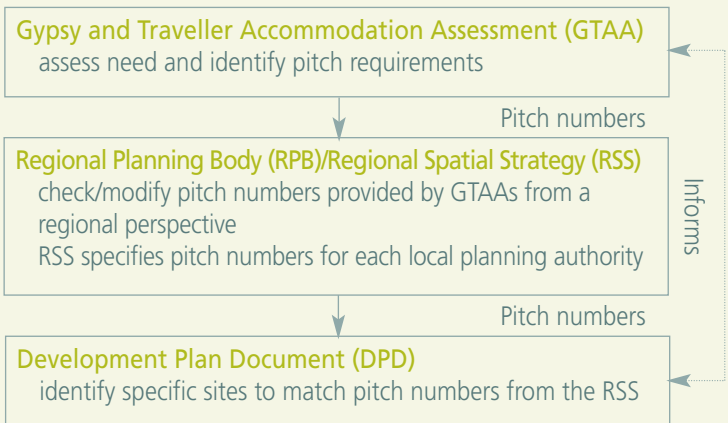 Gypsy and Traveller Accommodation Assessment (GTAA)
assess need and identify pitch requirements
Pitch numbers
Regional Planning Body (RPB)/Regional Spatial Strategy (RSS)
check/modify pitch numbers provided by GTAAs from a
regional perspective
RSS specifies pitch numbers for each local planning authority
Informs
Pitch numbers
Development Plan Document (DPD)
identify specific sites to match pitch numbers from the RSS